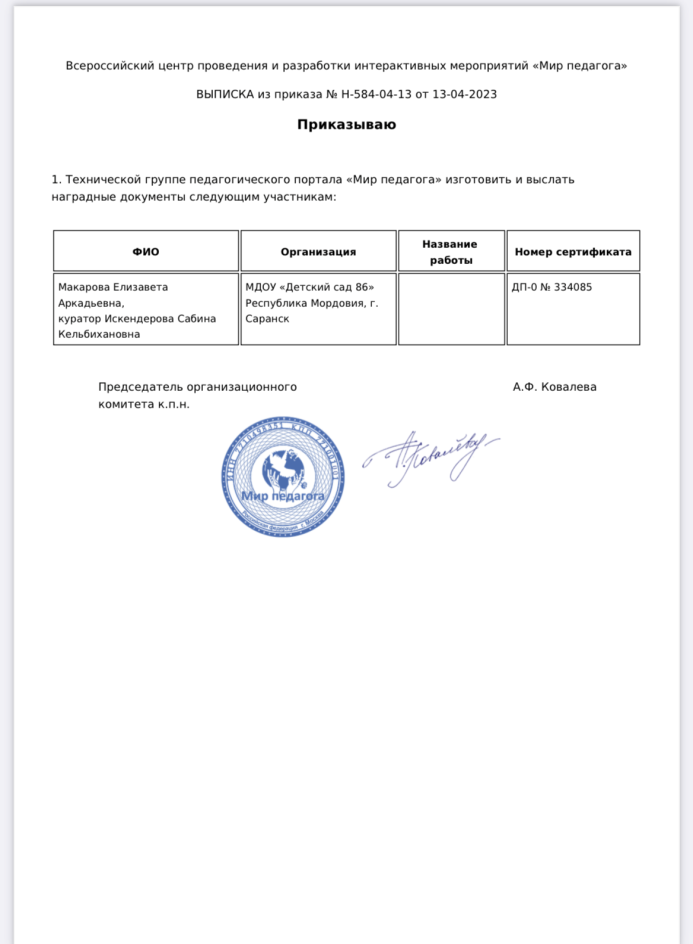 Всероссийский центр проведения и разработки интерактивных мероприятий «Мир педагога»
ВЫПИСКА из приказа № Н-584-04-13 от 13-04-2023
Приказываю
1. Технической группе педагогического портала «Мир педагога» изготовить и выслать
наградные документы следующим участникам:
ФИО
Организация
Название
работы
Номер сертификата
Макарова Елизавета
Аркадьевна,
куратор Искендерова Сабина
Кельбихановна
МДОУ «Детский сад 86»
Республика Мордовия, г.
Саранск
ДП-0 № 334085
Председатель организационного
комитета к.п.н.
А.Ф. Ковалева
Мир педагога